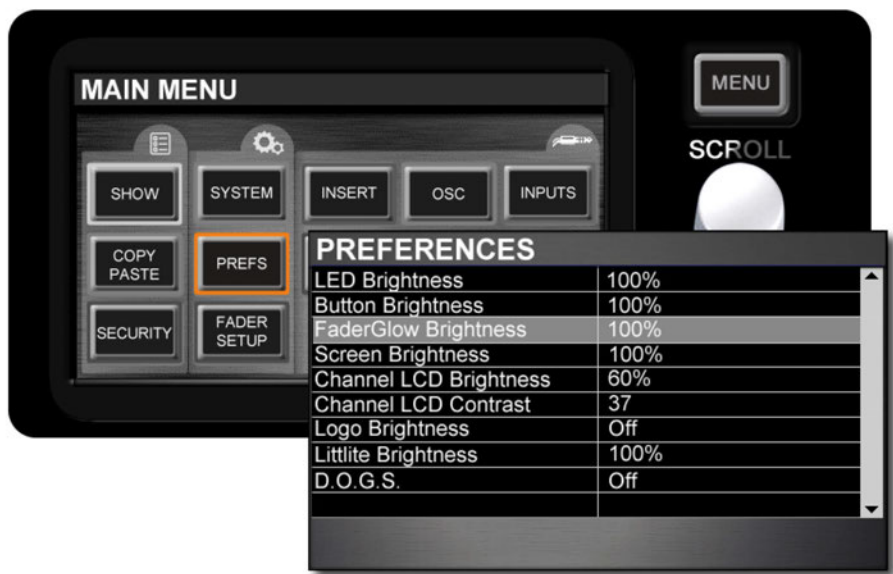 MAIN MENU
MENU
SCROLL
SHOW
SYSTEM
INSERT
OSC
INPUTS
COPY
PASTE
PREFS
SECURITY
FADER
SETUP
PREFERENCES
LED Brightness 100%
Button Brightness 100%
FaderGlow Brightness 100%
Screen Brightness 100%
Channel LCD Brightness 60%
Channel LCD Contrast 37
Logo Brightness Off
Littlite Brightness 100%
D.O.G.S. Off